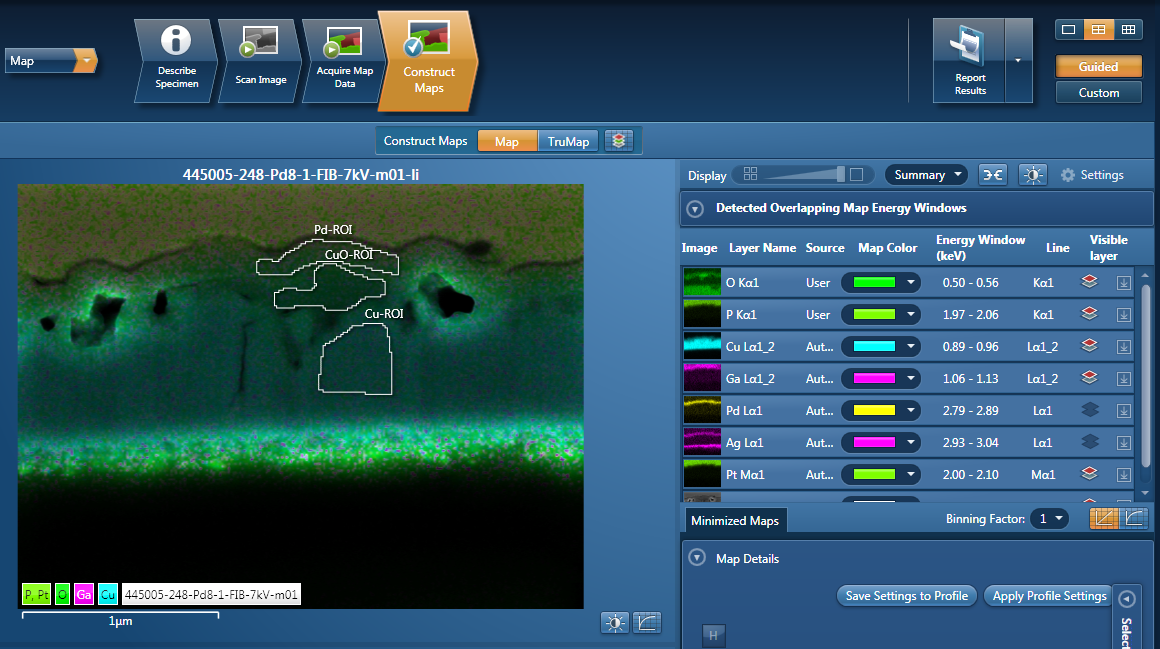 Map
Describe
Specimen
Scan Image
Acquire Map
Data
Construct
Maps
Report
Results
Guided
Custom
Construct Maps
Map
TruMap
445005-248-Pd8-1-FIB-7kV-m01-li
Pd-ROI
CuO-ROI
Cu-ROI
P, Pt
O
Ga
Cu
445005-248-Pd8-1-FIB-7kV-m01
1µm
Display
Summary
Settings
Detected Overlapping Map Energy Windows
Image Layer Name Source Map Color Energy Window (keV) Line Visible layer
O Kα1 User 0.50 - 0.56 Kα1
P Kα1 User 1.97 - 2.06 Kα1
Cu Lα1_2 Aut... 0.89 - 0.96 Lα1_2
Ga Lα1_2 Aut... 1.06 - 1.13 Lα1_2
Pd Lα1 Aut... 2.79 - 2.89 Lα1
Ag Lα1 Aut... 2.93 - 3.04 Lα1
Pt Mα1 Aut... 2.00 - 2.10 Mα1
Minimized Maps
Binning Factor: 1
Map Details
Save Settings to Profile
Apply Profile Settings
H
Select